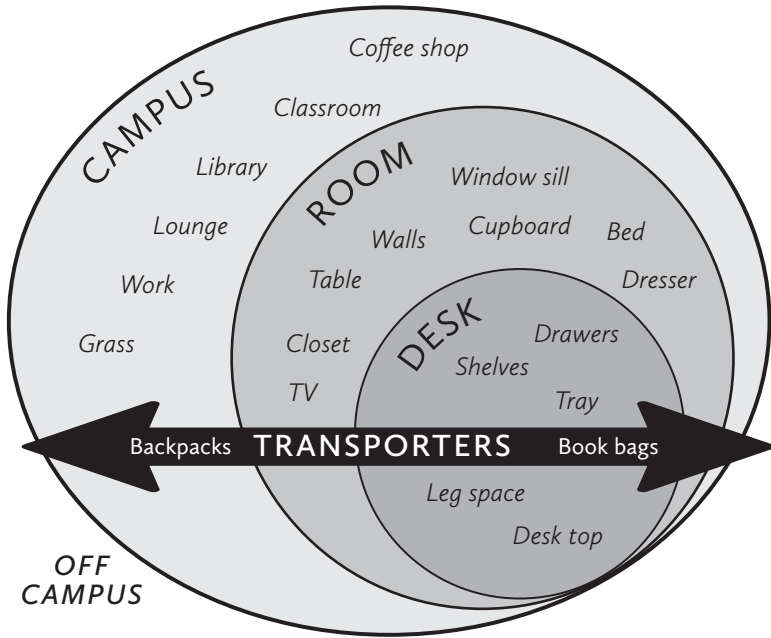 Coffee shop
CAMPUS
Classroom
Library
Lounge
Work
Grass
ROOM
Window sill
Walls
Cupboard
Bed
Table
Dresser
Closet
TV
DESK
Drawers
Shelves
Tray
Backpacks TRANSPORTERS Book bags
Leg space
Desk top
OFF
CAMPUS